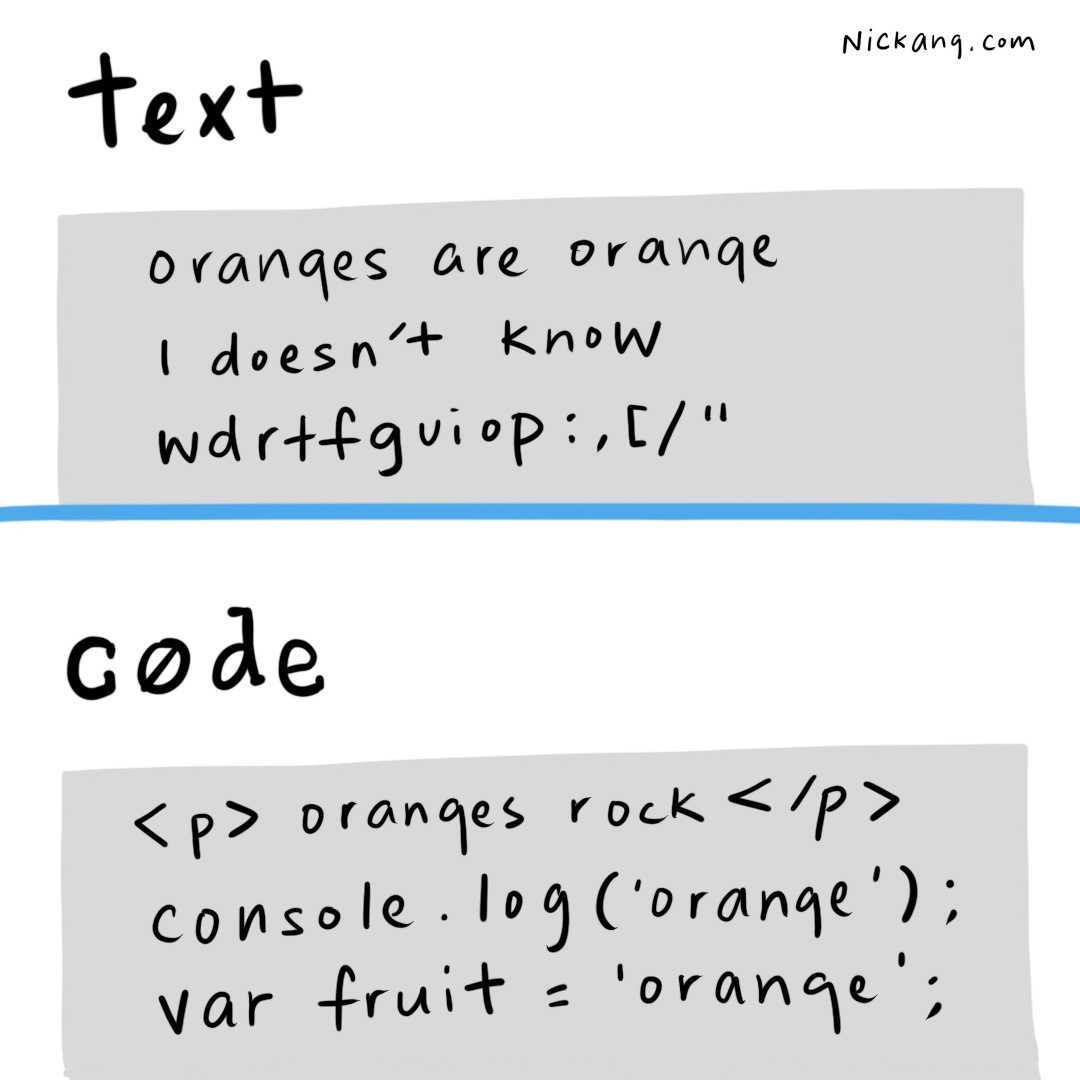 Nickang.com
text
oranges are orange
I doesn't know
wdrtfguiop:,[/"
cøde
<p> oranges rock </p>
console.log('orange');
var fruit = 'orange';